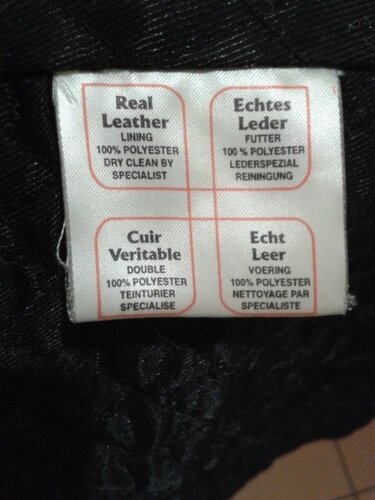 Real
Leather
LINING
100% POLYESTER
DRY CLEAN BY
SPECIALIST
Echtes
Leder
FUTTER
100 % POLYESTER
LEDERSPEZIAL
REININGUNG
Cuir
Veritable
DOUBLE
100% POLYESTER
TEINTURIER
SPECIALISE
Echt
Leer
VOERING
100% POLYESTER
NETTOYAGE PAR
SPECIALISTE